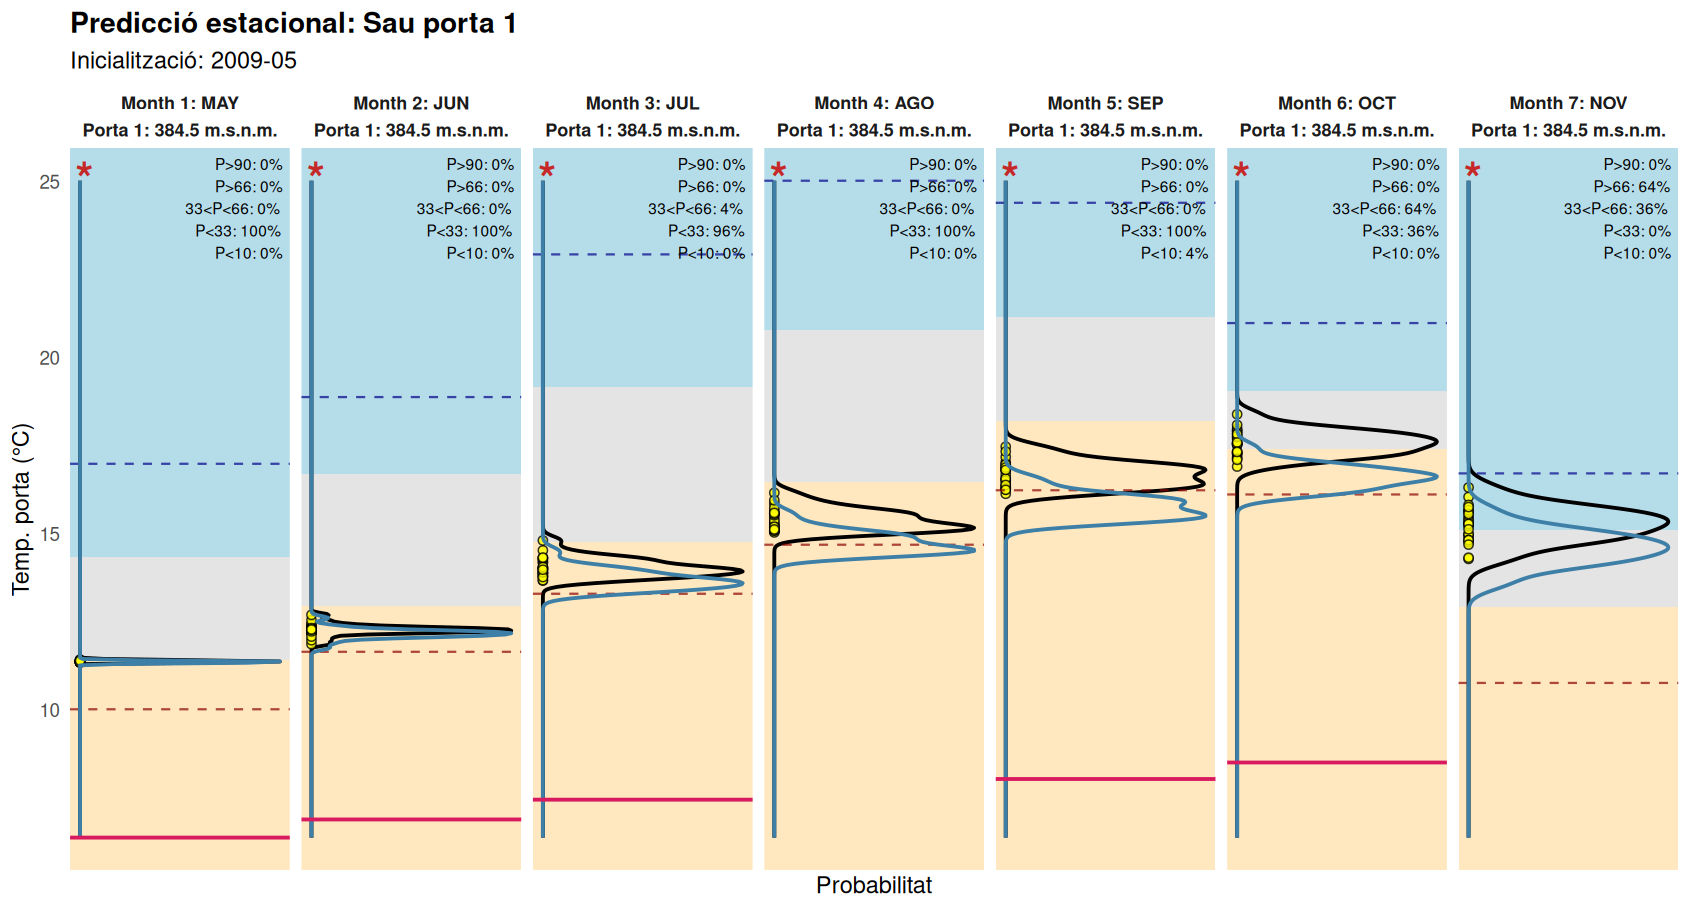 Predicció estacional: Sau porta 1
Inicialització: 2009-05
Month 1: MAY
Porta 1: 384.5 m.s.n.m.
Month 2: JUN
Porta 1: 384.5 m.s.n.m.
Month 3: JUL
Porta 1: 384.5 m.s.n.m.
Month 4: AGO
Porta 1: 384.5 m.s.n.m.
Month 5: SEP
Porta 1: 384.5 m.s.n.m.
Month 6: OCT
Porta 1: 384.5 m.s.n.m.
Month 7: NOV
Porta 1: 384.5 m.s.n.m.
*
P>90: 0%
P>66: 0%
33<P<66: 0%
P<33: 100%
P<10: 0%
*
P>90: 0%
P>66: 0%
33<P<66: 0%
P<33: 100%
P<10: 0%
*
P>90: 0%
P>66: 0%
33<P<66: 4%
P<33: 96%
P<10: 0%
*
P>90: 0%
P>66: 0%
33<P<66: 0%
P<33: 100%
P<10: 0%
*
P>90: 0%
P>66: 0%
33<P<66: 0%
P<33: 100%
P<10: 4%
*
P>90: 0%
P>66: 0%
33<P<66: 64%
P<33: 36%
P<10: 0%
*
P>90: 0%
P>66: 64%
33<P<66: 36%
P<33: 0%
P<10: 0%
25
20
15
10
Temp. porta (°C)
Probabilitat